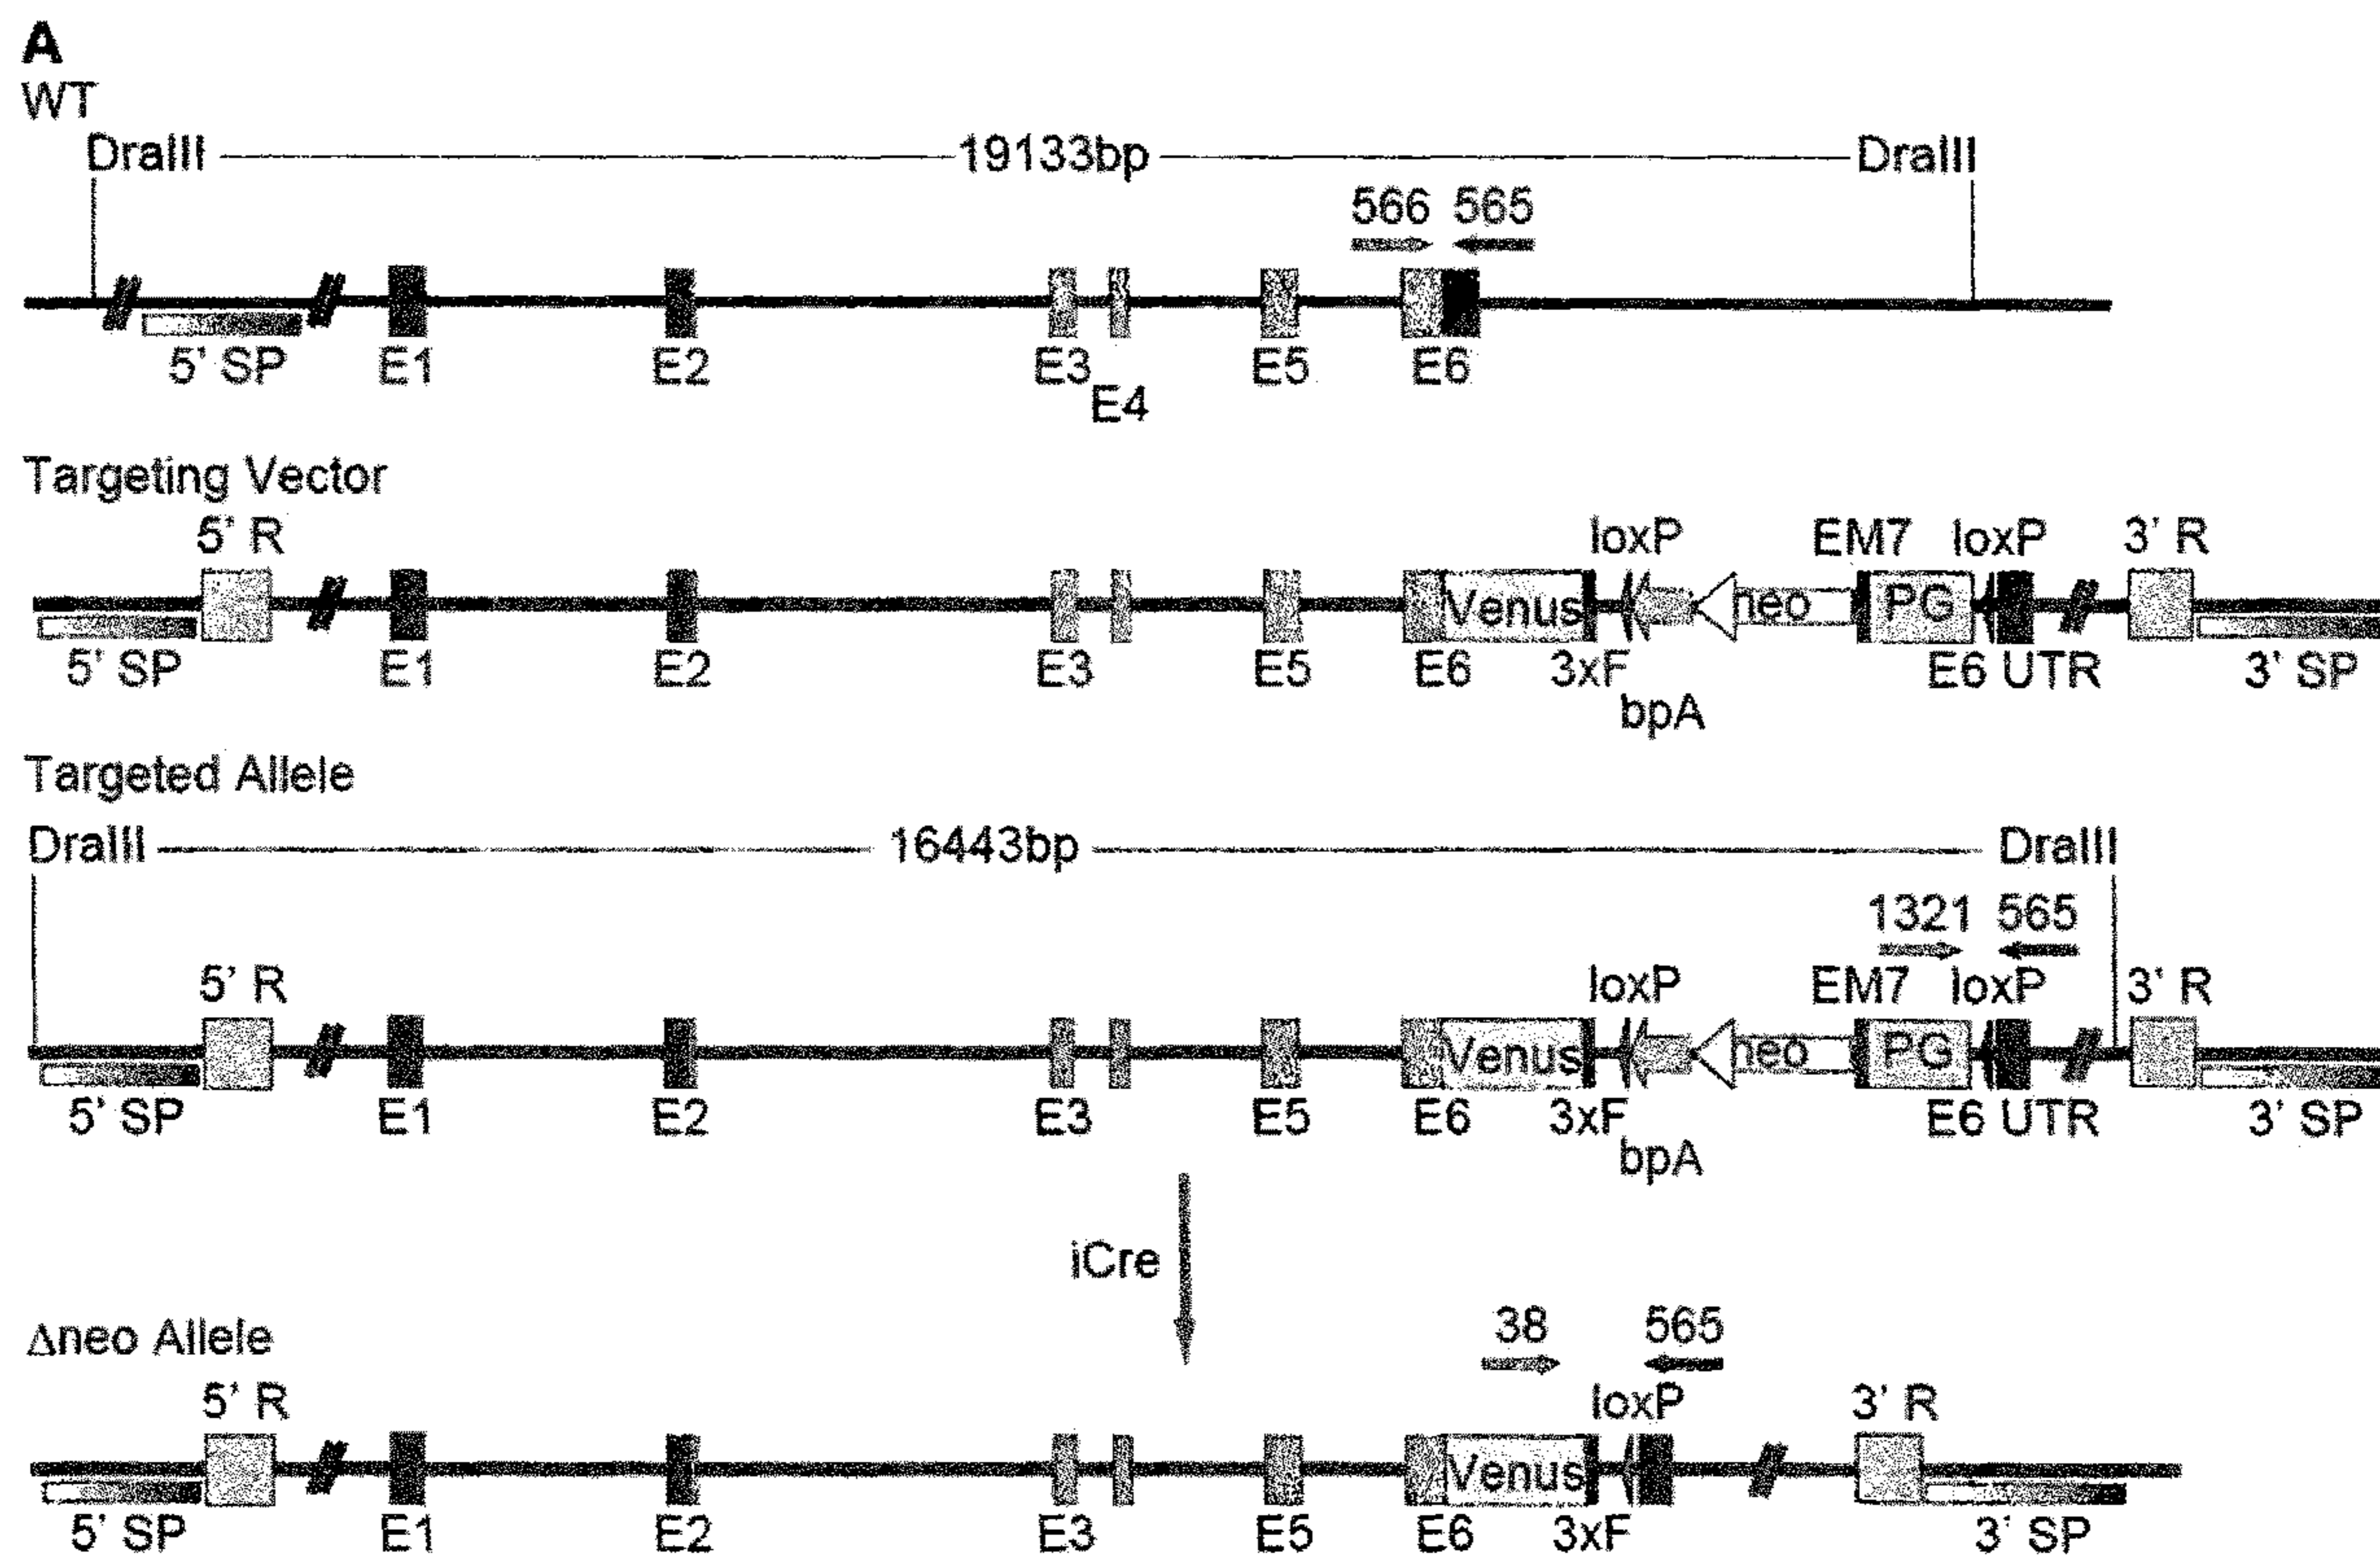 A
WT
DraIII 19133bp DraIII
566 565
5' SP E1 E2 E3 E5 E6
E4
Targeting Vector
5' R loxP EM7 loxP 3' R
Venus neo PG
5' SP E1 E2 E3 E5 E6 3xF E6 UTR 3' SP
bpA
Targeted Allele
DraIII 16443bp DraIII
1321 565
5' R loxP EM7 loxP 3' R
Venus neo PG
5' SP E1 E2 E3 E5 E6 3xF E6 UTR 3' SP
bpA
iCre
Δneo Allele
38 565
5' R loxP 3' R
Venus
5' SP E1 E2 E3 E5 E6 3xF 3' SP